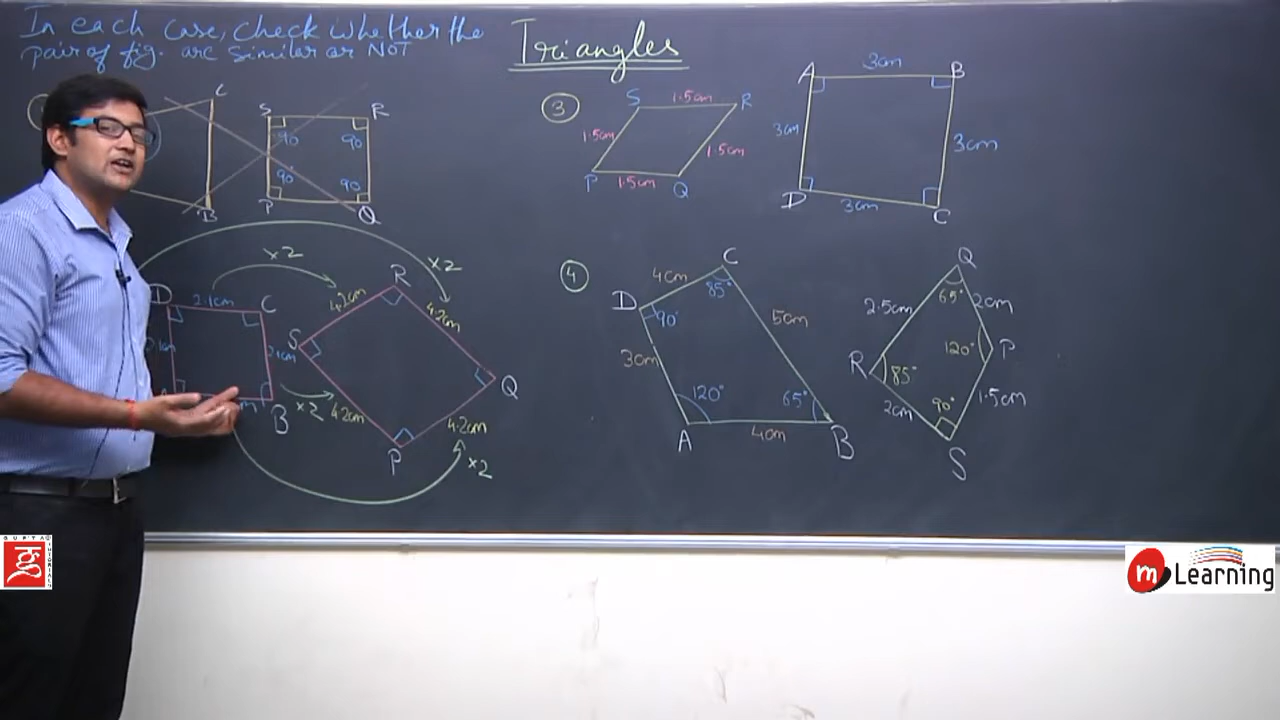 In each case, check whether the
pair of fig. are similar or NOT
Triangles
C
B
S
R
90
90
90
90
P
Q
3
S
1.5cm
R
1.5cm
1.5cm
P
1.5cm
Q
A
3cm
B
3cm
3cm
D
3cm
C
×2
×2
D
2.1cm
C
2.1cm
B
×2
R
4.2cm
4.2cm
S
Q
4.2cm
4.2cm
P
×2
4
C
4cm
85°
D
90°
5cm
3cm
120°
65°
A
4cm
B
Q
65°
2.5cm
2cm
120°
P
R
85°
90°
2cm
1.5cm
S
GUPTA
TUTORIALS
m Learning